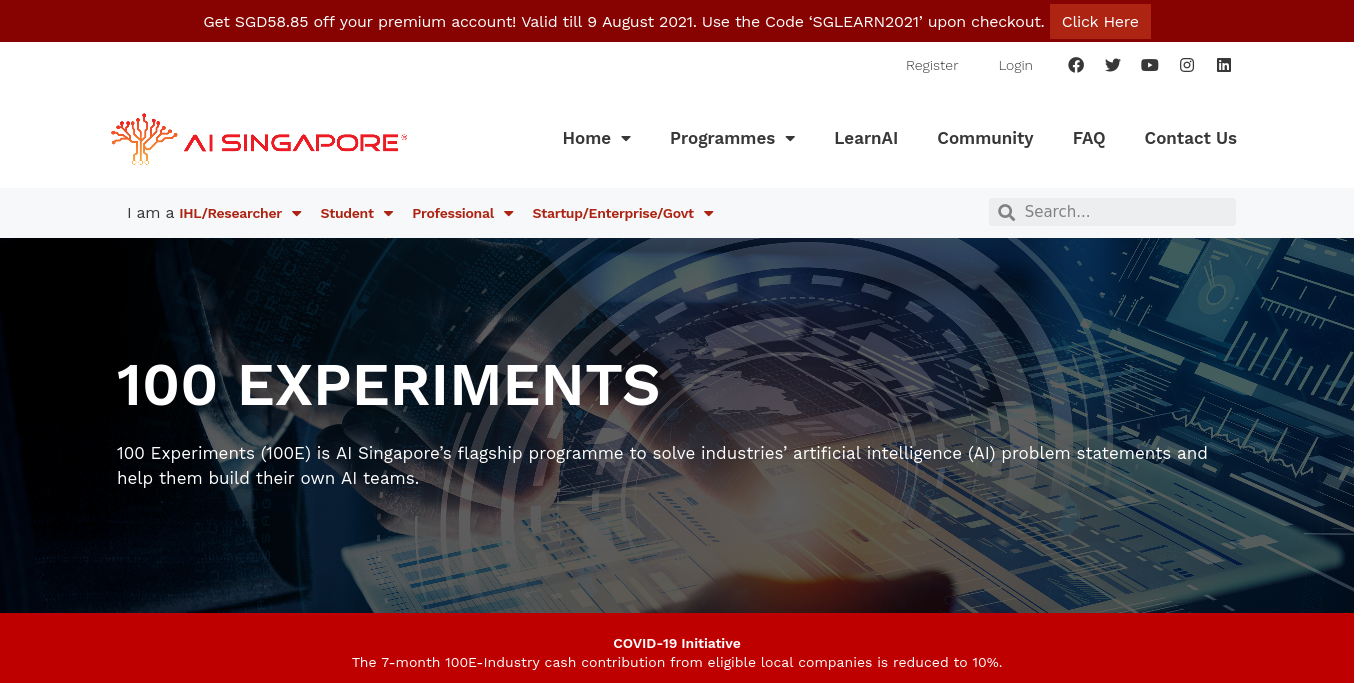 Get SGD58.85 off your premium account! Valid till 9 August 2021. Use the Code ‘SGLEARN2021’ upon checkout. Click Here
Register Login
AI SINGAPORE
Home Programmes LearnAI Community FAQ Contact Us
I am a IHL/Researcher Student Professional Startup/Enterprise/Govt Search...
100 EXPERIMENTS
100 Experiments (100E) is AI Singapore’s flagship programme to solve industries’ artificial intelligence (AI) problem statements and
help them build their own AI teams.
COVID-19 Initiative
The 7-month 100E-Industry cash contribution from eligible local companies is reduced to 10%.